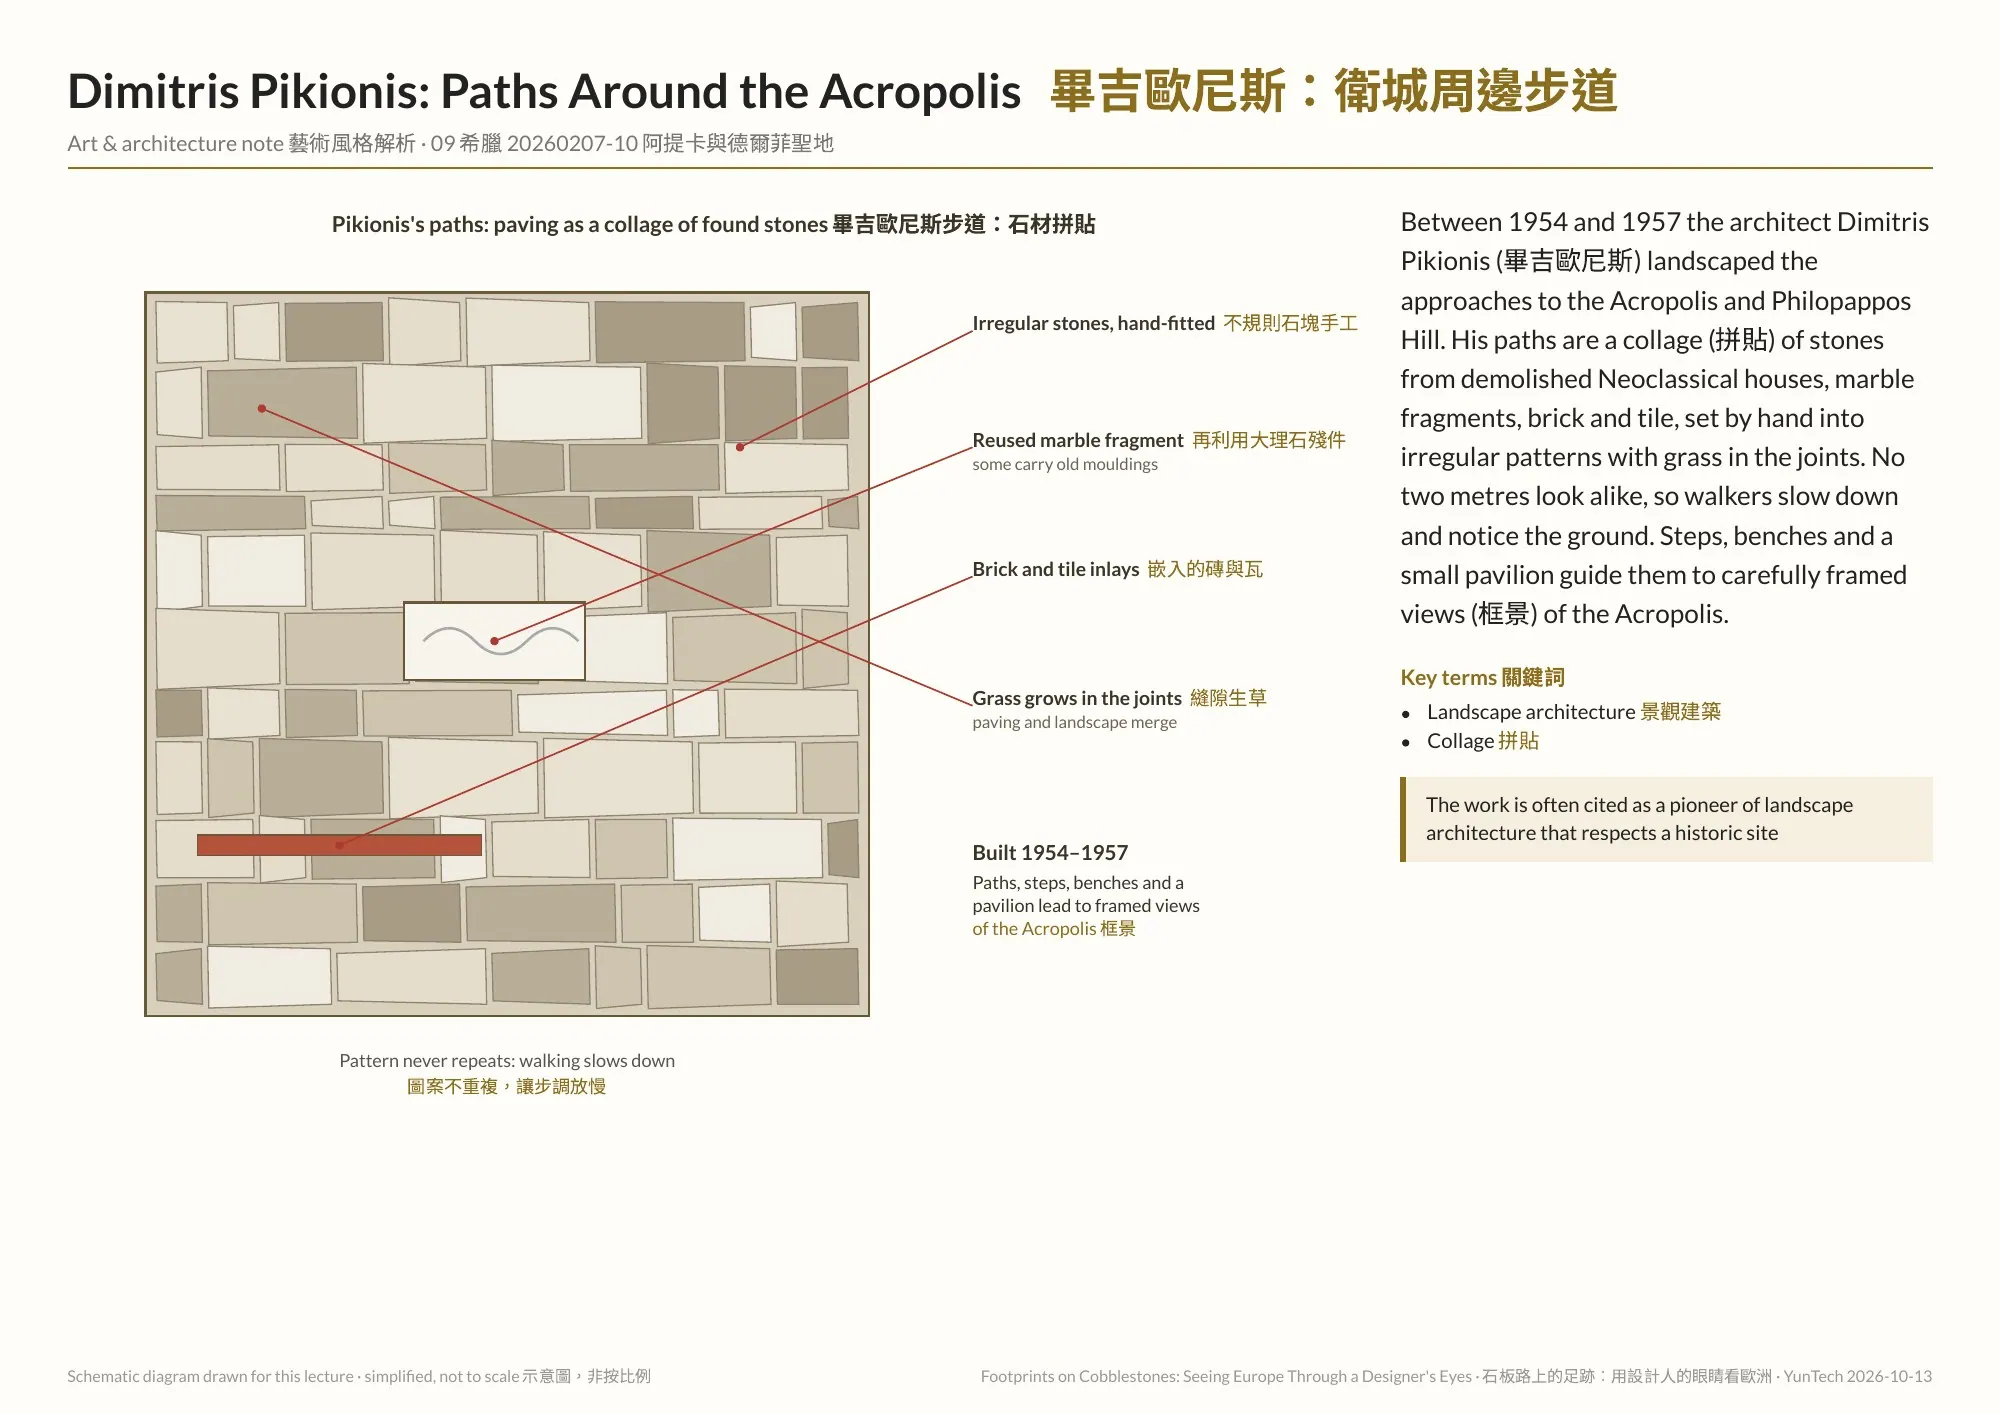 Dimitris Pikionis: Paths Around the Acropolis 畢吉歐尼斯：衛城周邊步道
Art & architecture note 藝術風格解析 · 09 希臘 20260207-10 阿提卡與德爾菲聖地
Pikionis's paths: paving as a collage of found stones 畢吉歐尼斯步道：石材拼貼
Irregular stones, hand-fitted 不規則石塊手工
Reused marble fragment 再利用大理石殘件
some carry old mouldings
Brick and tile inlays 嵌入的磚與瓦
Grass grows in the joints 縫隙生草
paving and landscape merge
Built 1954–1957
Paths, steps, benches and a
pavilion lead to framed views
of the Acropolis 框景
Pattern never repeats: walking slows down
圖案不重複，讓步調放慢
Between 1954 and 1957 the architect Dimitris
Pikionis (畢吉歐尼斯) landscaped the
approaches to the Acropolis and Philopappos
Hill. His paths are a collage (拼貼) of stones
from demolished Neoclassical houses, marble
fragments, brick and tile, set by hand into
irregular patterns with grass in the joints. No
two metres look alike, so walkers slow down
and notice the ground. Steps, benches and a
small pavilion guide them to carefully framed
views (框景) of the Acropolis.
Key terms 關鍵詞
• Landscape architecture 景觀建築
• Collage 拼貼
The work is often cited as a pioneer of landscape
architecture that respects a historic site
Schematic diagram drawn for this lecture · simplified, not to scale 示意圖，非按比例
Footprints on Cobblestones: Seeing Europe Through a Designer's Eyes · 石板路上的足跡：用設計人的眼睛看歐洲 · YunTech 2026-10-13